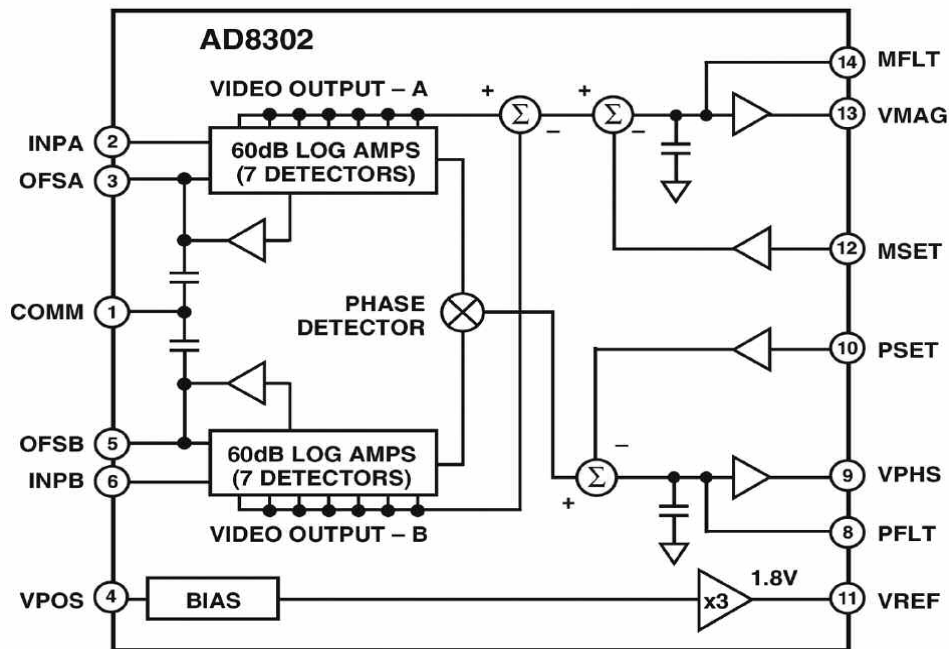 AD8302
VIDEO OUTPUT – A
60dB LOG AMPS
(7 DETECTORS)
INPA 2
OFSA 3
COMM 1
OFSB 5
INPB 6
VPOS 4
PHASE
DETECTOR
60dB LOG AMPS
(7 DETECTORS)
VIDEO OUTPUT – B
BIAS
+
Σ
–
+
Σ
–
–
Σ
+
x3
1.8V
14 MFLT
13 VMAG
12 MSET
10 PSET
9 VPHS
8 PFLT
11 VREF